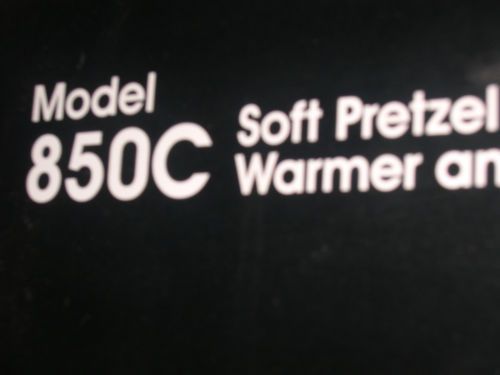 Model
850C
Soft Pretzel
Warmer an